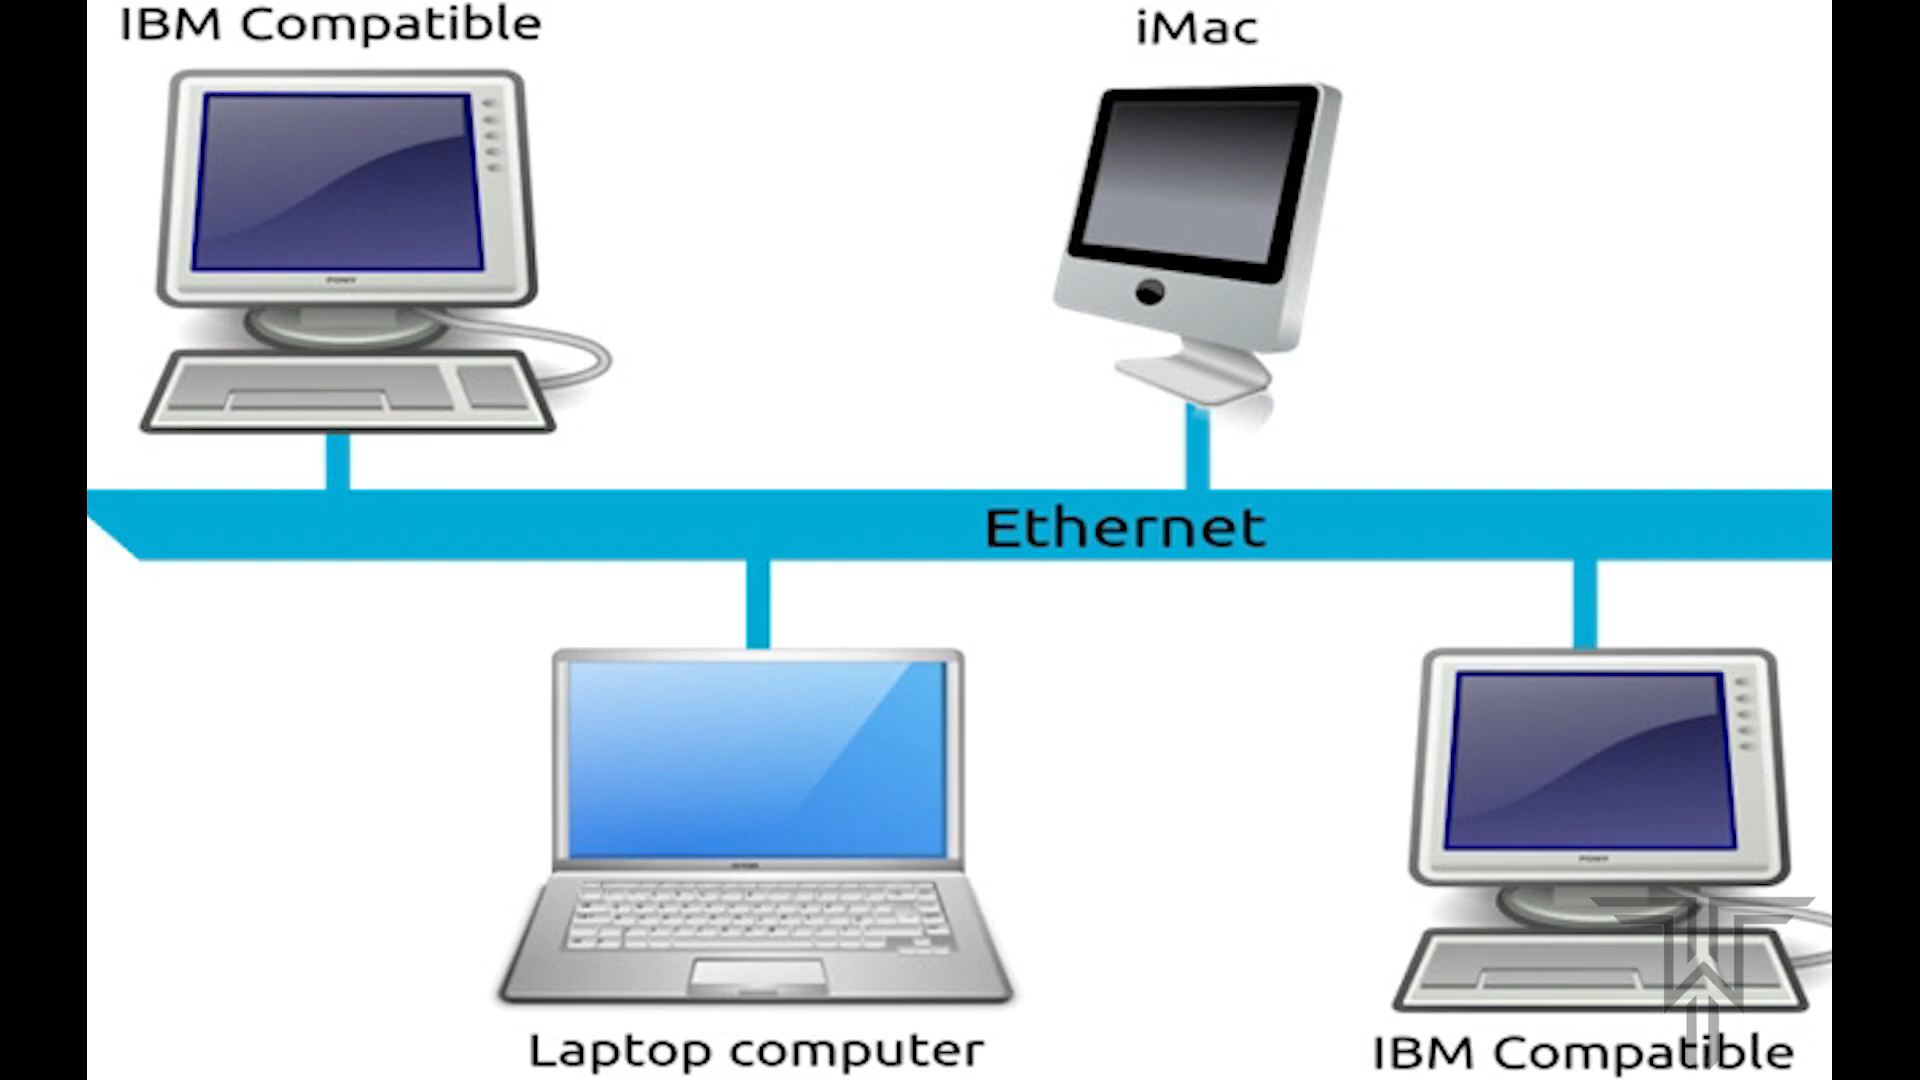 IBM Compatible
iMac
Ethernet
Laptop computer
IBM Compatible